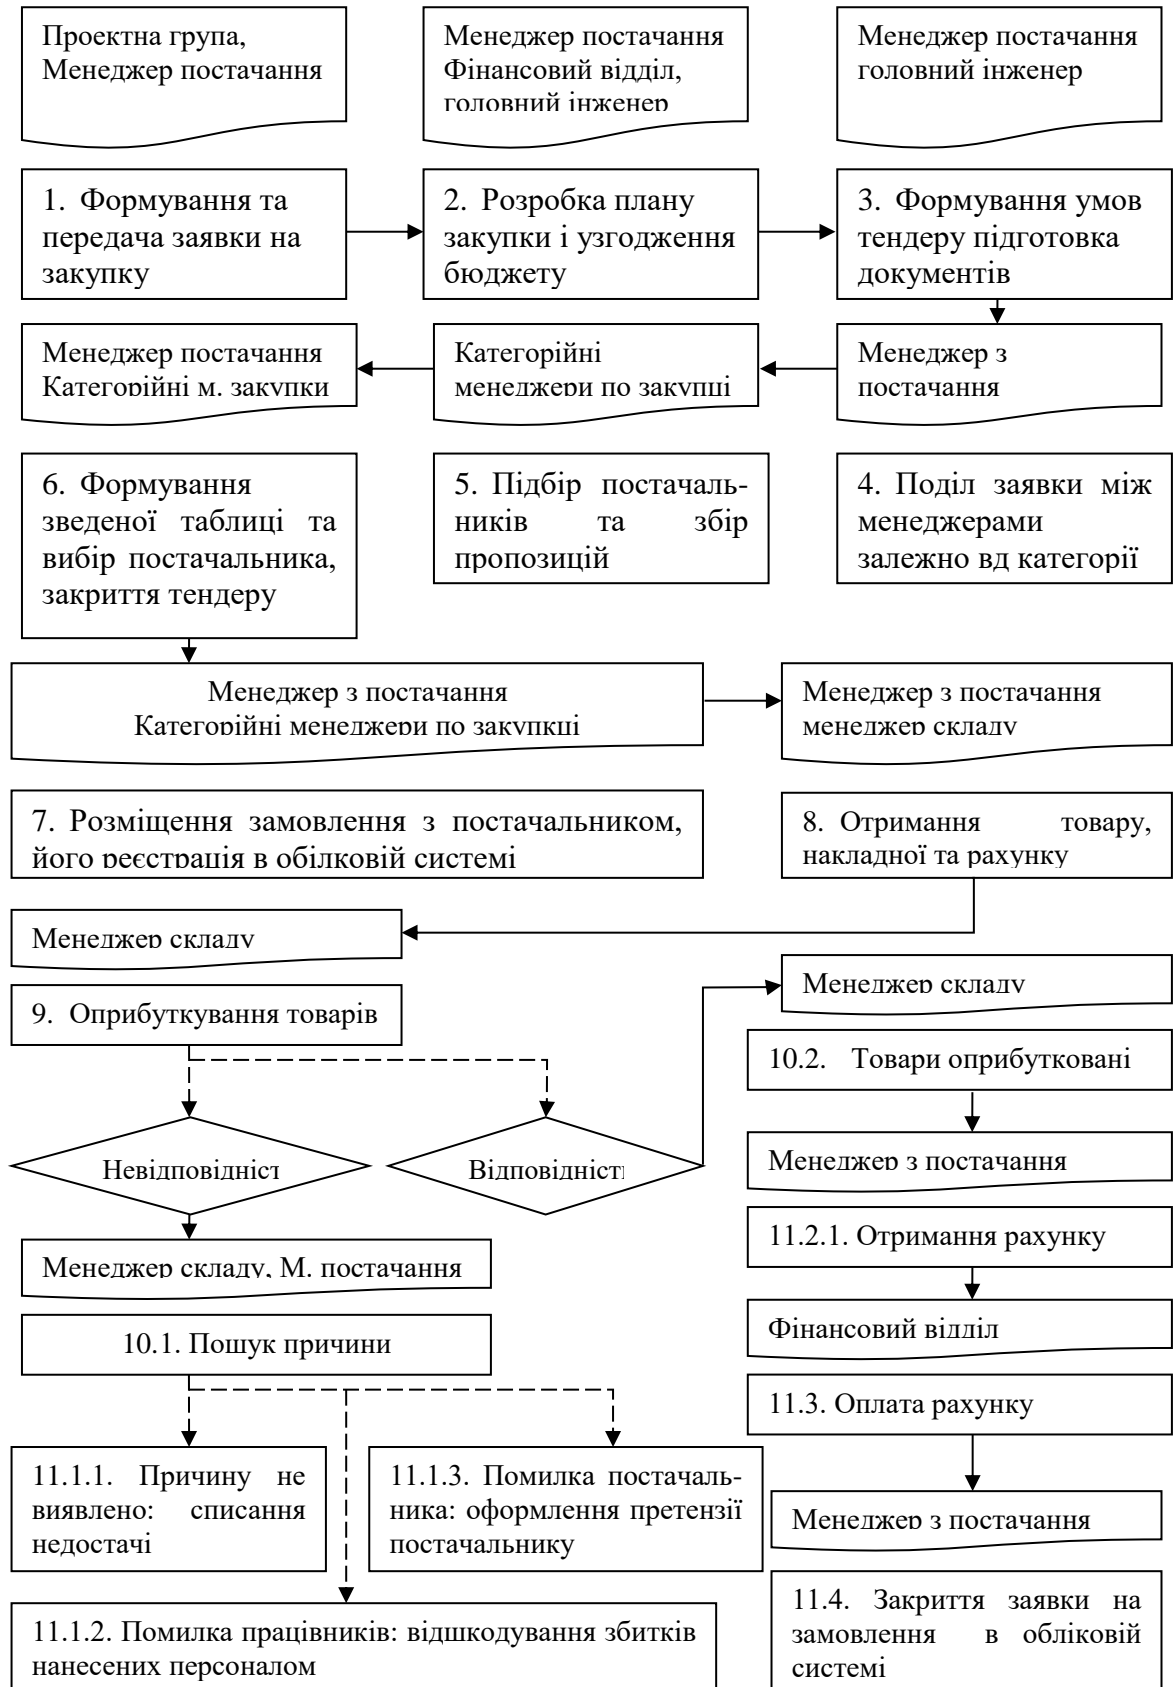 Проектна група,
Менеджер постачання
Менеджер постачання
Фінансовий відділ,
головний інженер
Менеджер постачання
головний інженер
1. Формування та
передача заявки на
закупку
2. Розробка плану
закупки і узгодження
бюджету
3. Формування умов
тендеру підготовка
документів
Менеджер постачання
Категорійні м. закупки
Категорійні
менеджери по закупці
Менеджер з
постачання
6. Формування
зведеної таблиці та
вибір постачальника,
закриття тендеру
5. Підбір постачаль-
ників та збір
пропозицій
4. Поділ заявки між
менеджерами
залежно вд категорії
Менеджер з постачання
Категорійні менеджери по закупкці
Менеджер з постачання
менеджер складу
7. Розміщення замовлення з постачальником,
його реєстрація в обілковій системі
8. Отримання товару,
накладної та рахунку
Менеджер складу
Менеджер складу
9. Оприбуткування товарів
10.2. Товари оприбутковані
Невідповідніст
Відповідніст
Менеджер з постачання
11.2.1. Отримання рахунку
Менеджер складу, М. постачання
Фінансовий відділ
10.1. Пошук причини
11.3. Оплата рахунку
11.1.1. Причину не
виявлено: списання
недостачі
11.1.3. Помилка постачаль-
ника: оформлення претензії
постачальнику
Менеджер з постачання
11.1.2. Помилка працівників: відшкодування збитків
нанесених персоналом
11.4. Закриття заявки на
замовлення в обліковій
системі